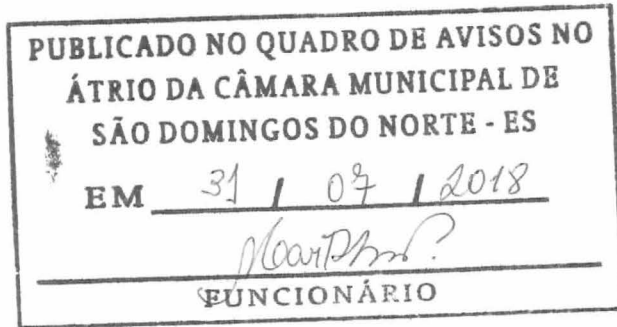 PUBLICADO NO QUADRO DE AVISOS NO
ÁTRIO DA CÂMARA MUNICIPAL DE
SÃO DOMINGOS DO NORTE - ES
EM 31 / 07 / 2018
FUNCIONÁRIO